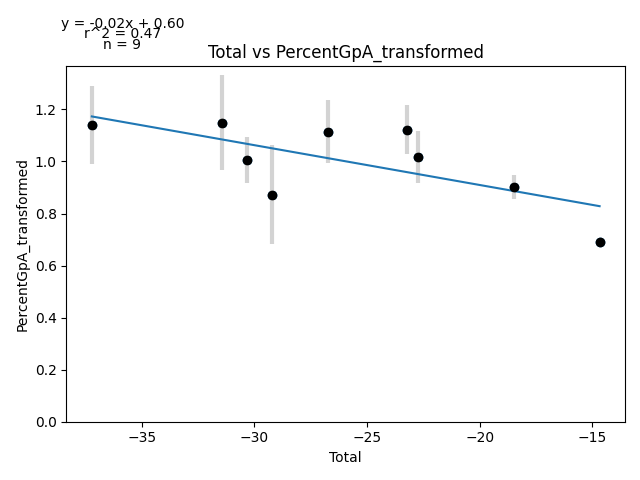 y = -0.02x + 0.60
r^2 = 0.47
n = 9
Total vs PercentGpA_transformed
PercentGpA_transformed
1.2
1.0
0.8
0.6
0.4
0.2
0.0
−35
−30
−25
−20
−15
Total